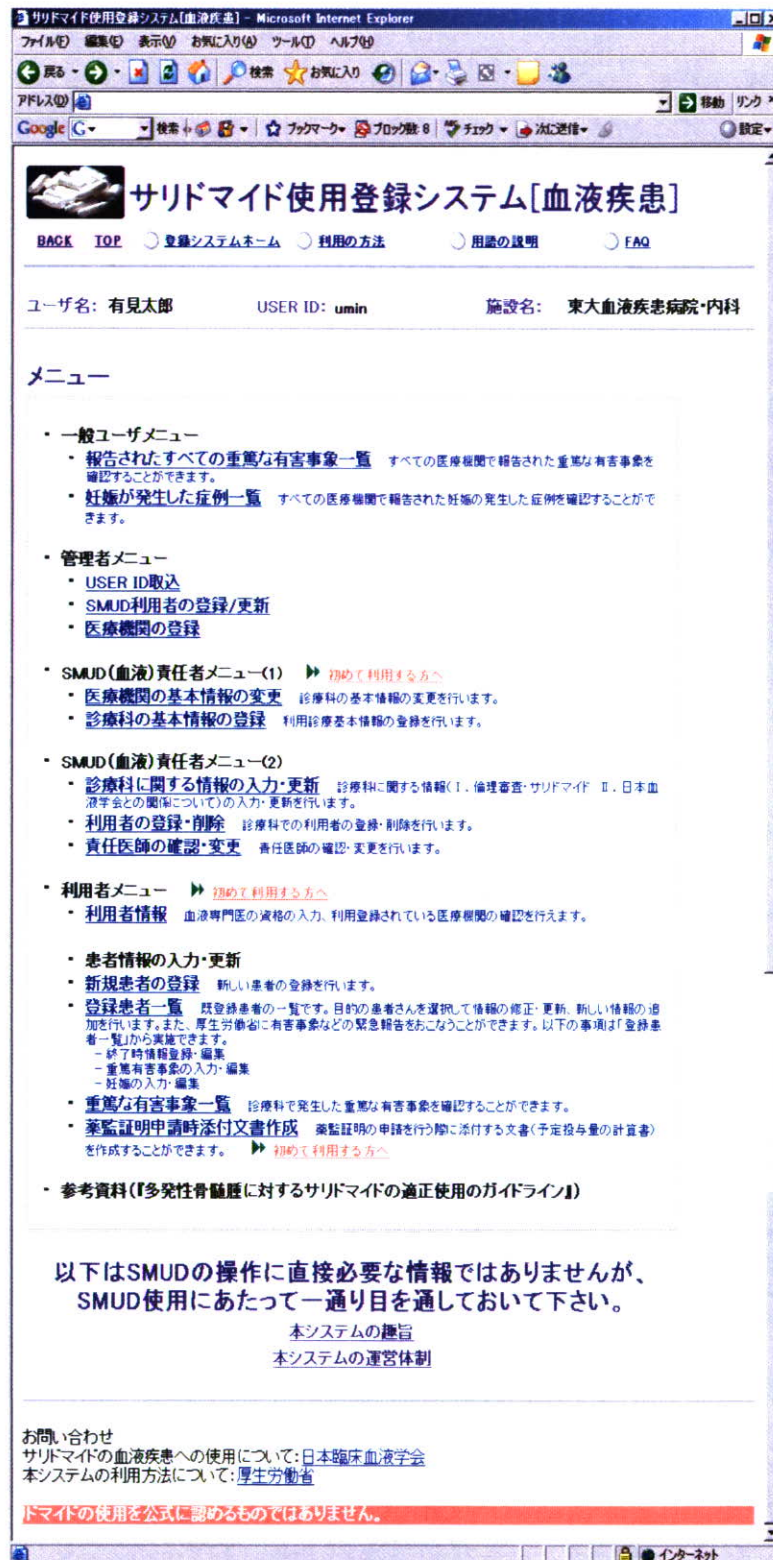 サリドマイド使用登録システム[血液疾患] - Microsoft Internet Explorer
ファイル(F) 編集(E) 表示(V) お気に入り(A) ツール(T) ヘルプ(H)
戻る 検索 お気に入り
アドレス(D) 移動 リンク
Google 検索 ブックマーク ブロック数: 8 チェック 次に送信 設定
サリドマイド使用登録システム[血液疾患]
BACK TOP 登録システムホーム 利用の方法 用語の説明 FAQ
ユーザ名: 有見太郎 USER ID: umin 施設名: 東大血液疾患病院・内科
メニュー
・ 一般ユーザメニュー
・ 報告されたすべての重篤な有害事象一覧 すべての医療機関で報告された重篤な有害事象を
確認することができます。
・ 妊娠が発生した症例一覧 すべての医療機関で報告された妊娠の発生した症例を確認することがで
きます。
・ 管理者メニュー
・ USER ID取込
・ SMUD利用者の登録/更新
・ 医療機関の登録
・ SMUD(血液)責任者メニュー(1) 初めて利用する方へ
・ 医療機関の基本情報の変更 診療科の基本情報の変更を行います。
・ 診療科の基本情報の登録 利用診療基本情報の登録を行います。
・ SMUD(血液)責任者メニュー(2)
・ 診療科に関する情報の入力・更新 診療科に関する情報(Ⅰ.倫理審査・サリドマイド Ⅱ.日本血
液学会との関係について)の入力・更新を行います。
・ 利用者の登録・削除 診療科での利用者の登録・削除を行います。
・ 責任医師の確認・変更 責任医師の確認・変更を行います。
・ 利用者メニュー 初めて利用する方へ
・ 利用者情報 血液専門医の資格の入力、利用登録されている医療機関の確認を行えます。
・ 患者情報の入力・更新
・ 新規患者の登録 新しい患者の登録を行います。
・ 登録患者一覧 既登録患者の一覧です。目的の患者さんを選択して情報の修正・更新、新しい情報の追
加を行います。また、厚生労働省に有害事象などの緊急報告をおこなうことができます。以下の事項は「登録患
者一覧」から実施できます。
- 終了時情報登録・編集
- 重篤有害事象の入力・編集
- 妊娠の入力・編集
・ 重篤な有害事象一覧 診療科で発生した重篤な有害事象を確認することができます。
・ 薬監証明申請時添付文書作成 薬監証明の申請を行う際に添付する文書(予定投与量の計算書)
を作成することができます。 初めて利用する方へ
・ 参考資料(『多発性骨髄腫に対するサリドマイドの適正使用のガイドライン』)
以下はSMUDの操作に直接必要な情報ではありませんが、
SMUD使用にあたって一通り目を通しておいて下さい。
本システムの趣旨
本システムの運営体制
お問い合わせ
サリドマイドの血液疾患への使用について: 日本臨床血液学会
本システムの利用方法について: 厚生労働省
ドマイドの使用を公式に認めるものではありません。
インターネット